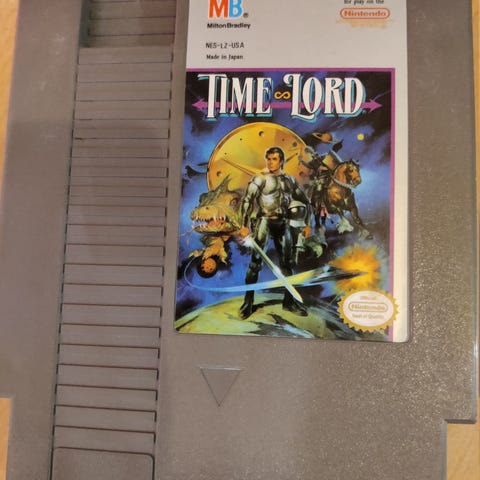 MB
Milton Bradley
for play on the
Nintendo
NES-LZ-USA
Made in Japan
TIME LORD
Official
Nintendo
Seal of Quality